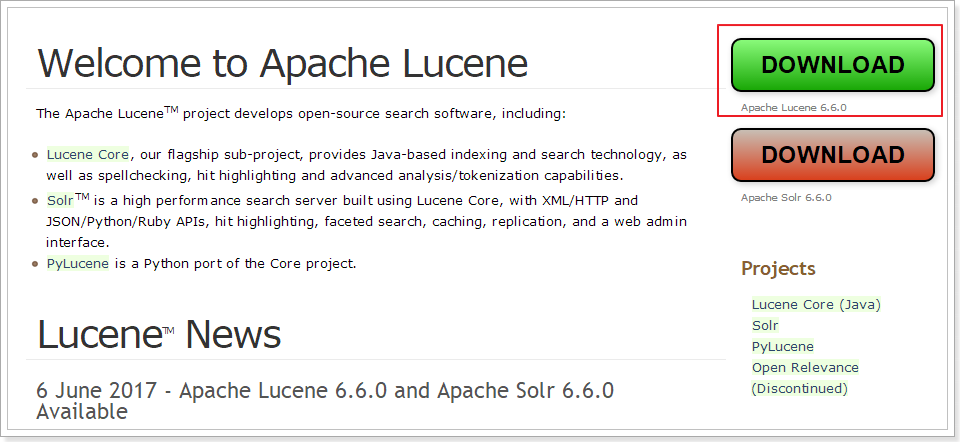 Welcome to Apache Lucene
The Apache Lucene™ project develops open-source search software, including:
Lucene Core, our flagship sub-project, provides Java-based indexing and search technology, as
well as spellchecking, hit highlighting and advanced analysis/tokenization capabilities.
Solr™ is a high performance search server built using Lucene Core, with XML/HTTP and
JSON/Python/Ruby APIs, hit highlighting, faceted search, caching, replication, and a web admin
interface.
PyLucene is a Python port of the Core project.
Lucene™ News
6 June 2017 - Apache Lucene 6.6.0 and Apache Solr 6.6.0
Available
DOWNLOAD
Apache Lucene 6.6.0
DOWNLOAD
Apache Solr 6.6.0
Projects
Lucene Core (Java)
Solr
PyLucene
Open Relevance
(Discontinued)